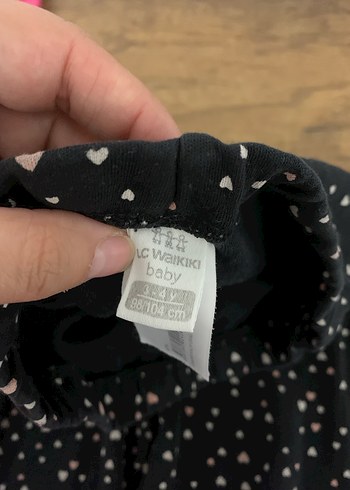 LC WAIKIKI
baby
3 - 4 Y
98/104 cm